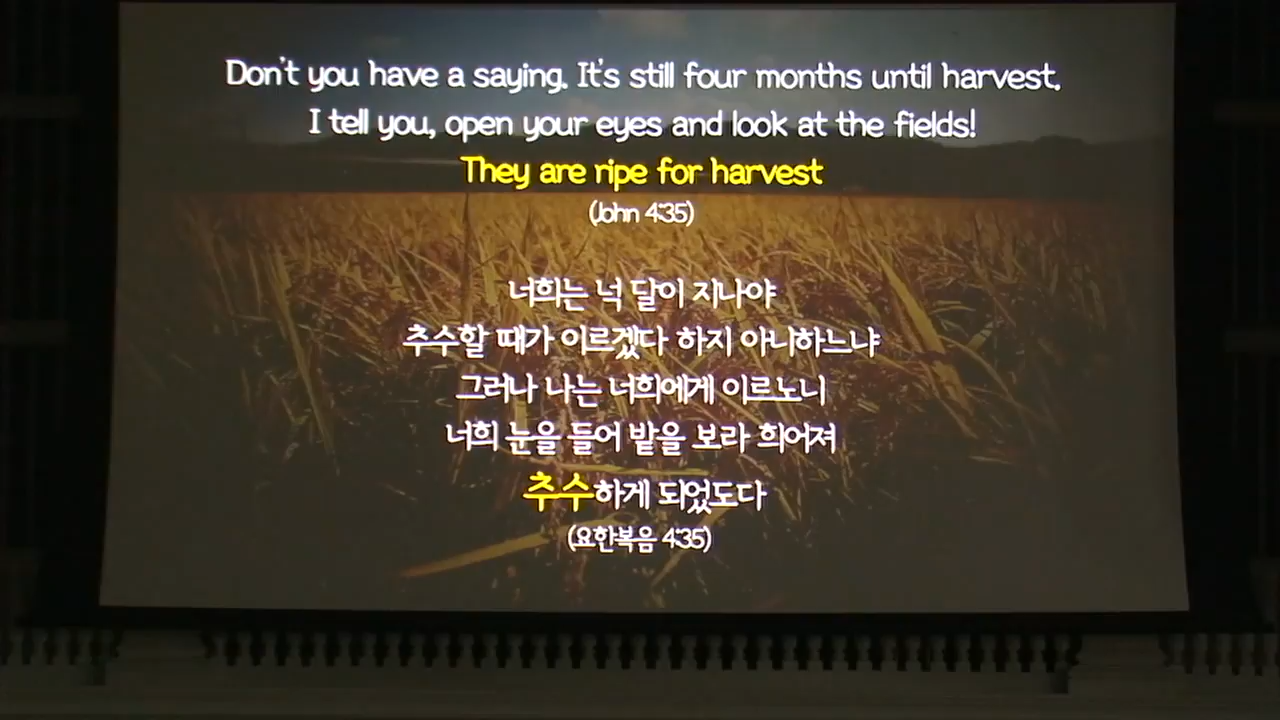 Don't you have a saying. It's still four months until harvest.
I tell you, open your eyes and look at the fields!
They are ripe for harvest
(John 4:35)
너희는 넉 달이 지나야
추수할 때가 이르겠다 하지 아니하느냐
그러나 나는 너희에게 이르노니
너희 눈을 들어 밭을 보라 희어져
추수하게 되었도다
(요한복음 4:35)